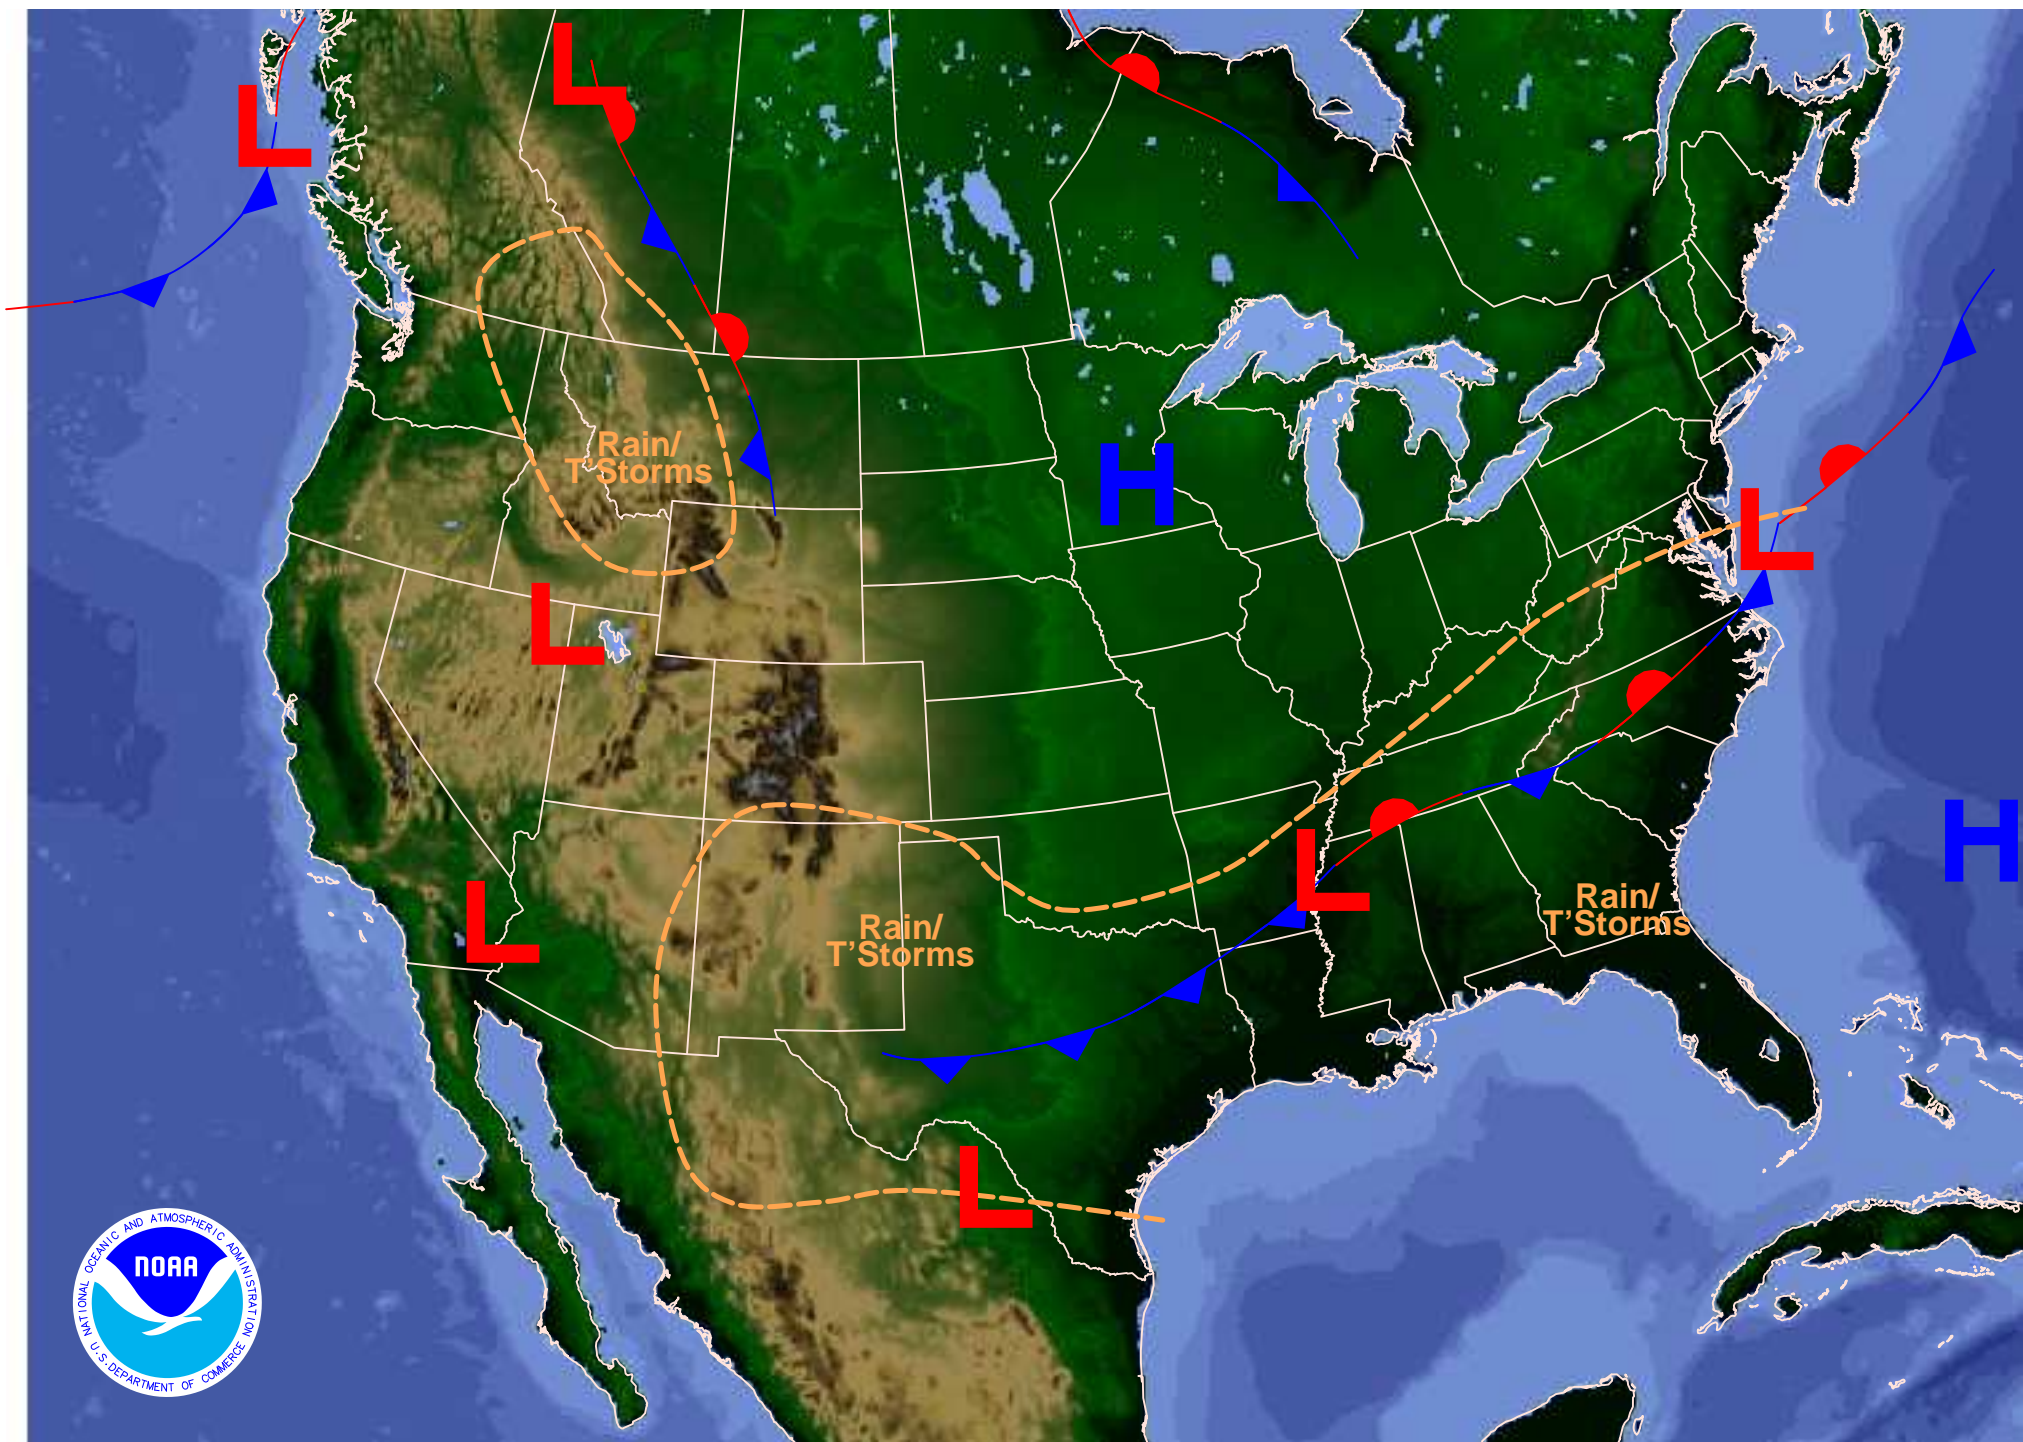 L
L
Rain/
T'Storms
H
L
L
H
L
L
Rain/
T'Storms
Rain/
T'Storms
L
L
NATIONAL OCEANIC AND ATMOSPHERIC ADMINISTRATION
NOAA
U.S. DEPARTMENT OF COMMERCE